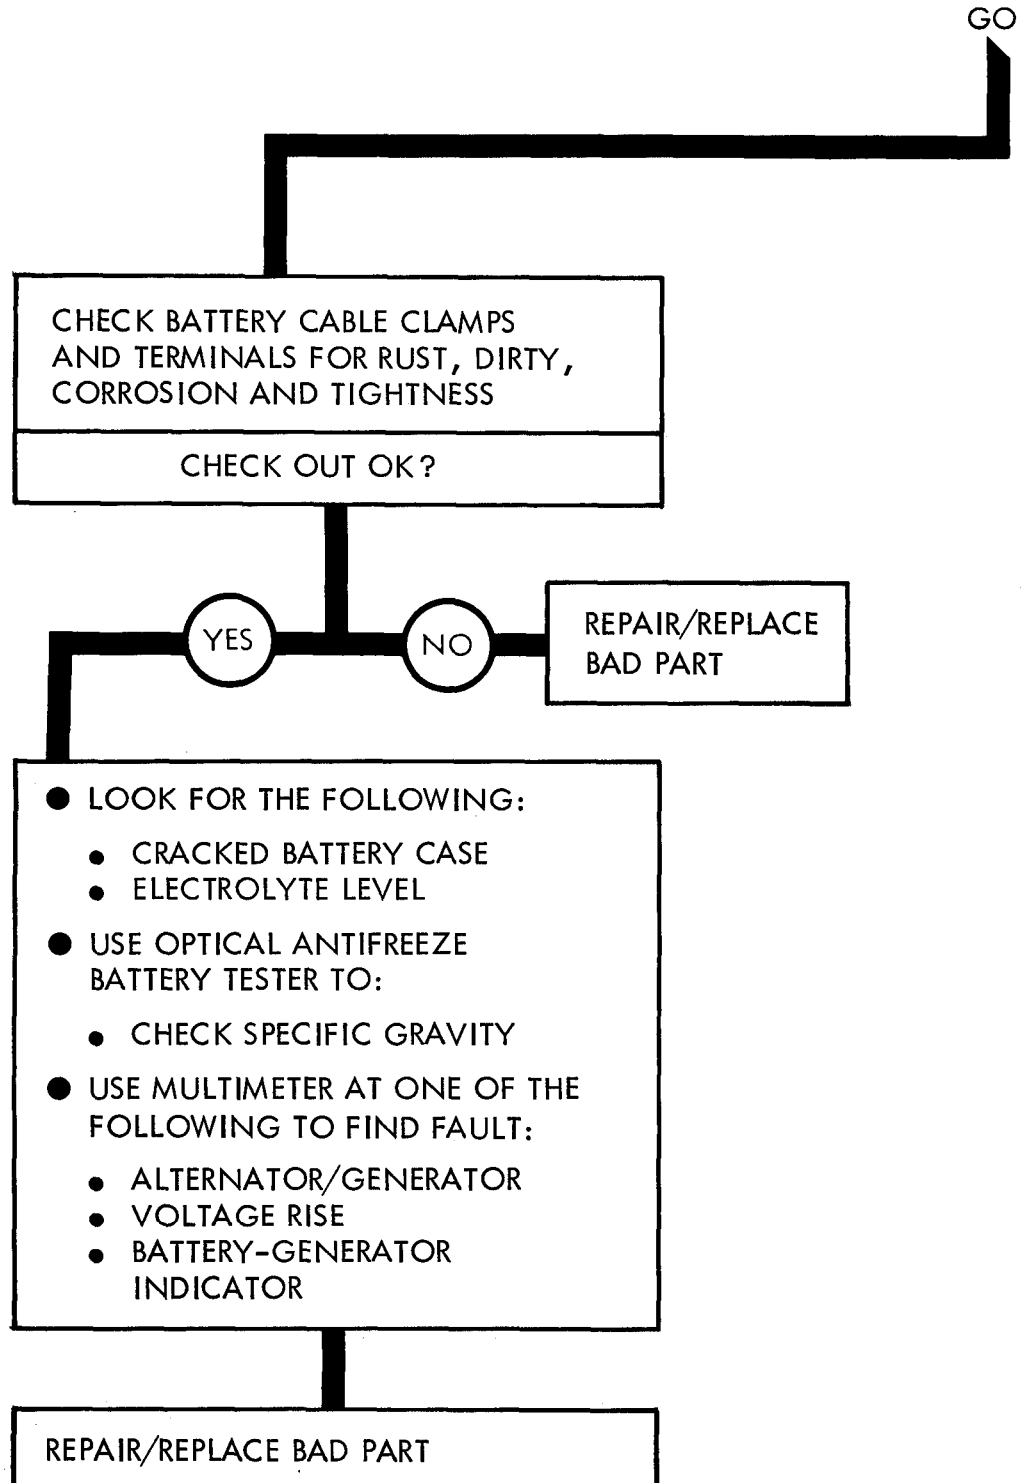 GO
CHECK BATTERY CABLE CLAMPS
AND TERMINALS FOR RUST, DIRTY,
CORROSION AND TIGHTNESS
CHECK OUT OK?
YES
NO
REPAIR/REPLACE
BAD PART
● LOOK FOR THE FOLLOWING:
● CRACKED BATTERY CASE
● ELECTROLYTE LEVEL
● USE OPTICAL ANTIFREEZE
BATTERY TESTER TO:
● CHECK SPECIFIC GRAVITY
● USE MULTIMETER AT ONE OF THE
FOLLOWING TO FIND FAULT:
● ALTERNATOR/GENERATOR
● VOLTAGE RISE
● BATTERY-GENERATOR
INDICATOR
REPAIR/REPLACE BAD PART